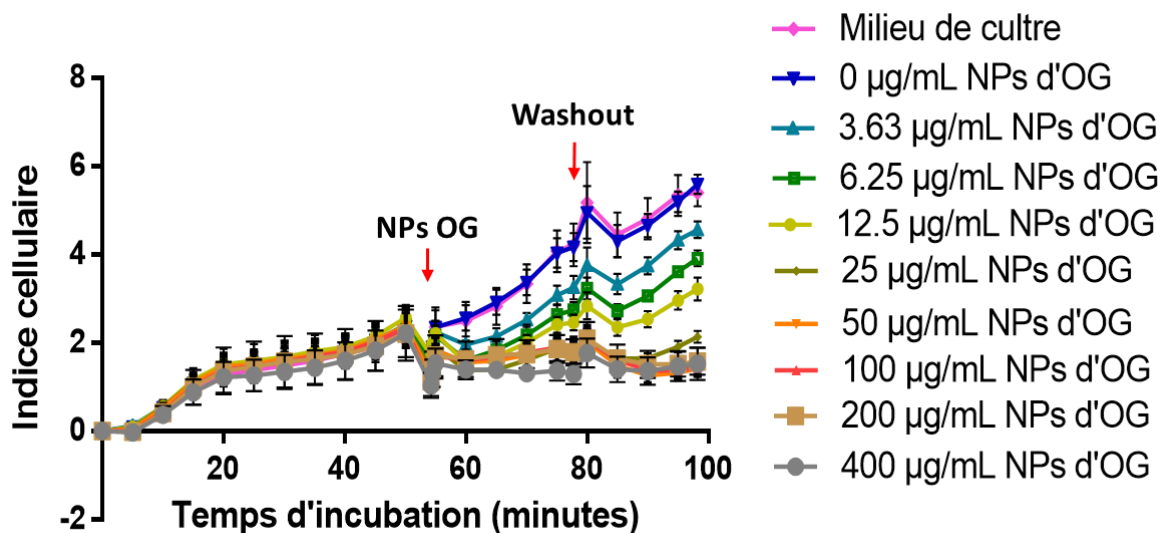 Indice cellulaire
8
6
4
2
0
-2
20
40
60
80
100
Temps d'incubation (minutes)
NPs OG
Washout
Milieu de cultre
0 µg/mL NPs d'OG
3.63 µg/mL NPs d'OG
6.25 µg/mL NPs d'OG
12.5 µg/mL NPs d'OG
25 µg/mL NPs d'OG
50 µg/mL NPs d'OG
100 µg/mL NPs d'OG
200 µg/mL NPs d'OG
400 µg/mL NPs d'OG